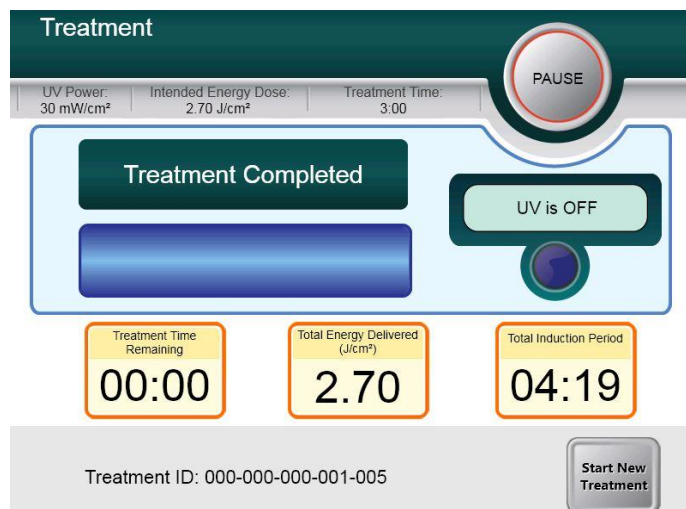 Treatment
PAUSE
UV Power:
30 mW/cm²
Intended Energy Dose:
2.70 J/cm²
Treatment Time:
3:00
Treatment Completed
UV is OFF
Treatment Time
Remaining
00:00
Total Energy Delivered
(J/cm²)
2.70
Total Induction Period
04:19
Treatment ID: 000-000-000-001-005
Start New
Treatment